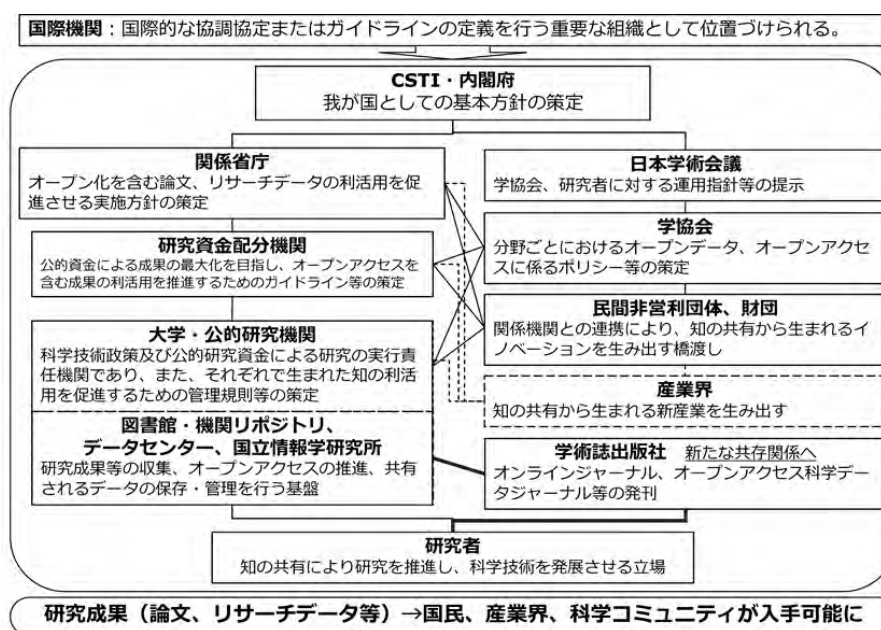 国際機関：国際的な協調協定またはガイドラインの定義を行う重要な組織として位置づけられる。
CSTI・内閣府
我が国としての基本方針の策定
関係省庁
オープン化を含む論文、リサーチデータの利活用を促
進させる実施方針の策定
研究資金配分機関
公的資金による成果の最大化を目指し、オープンアクセスを
含む成果の利活用を推進するためのガイドライン等の策定
大学・公的研究機関
科学技術政策及び公的研究資金による研究の実行責
任機関であり、また、それぞれで生まれた知の利活
用を促進するための管理規則等の策定
図書館・機関リポジトリ、
データセンター、国立情報学研究所
研究成果等の収集、オープンアクセスの推進、共有
されるデータの保存・管理を行う基盤
日本学術会議
学協会、研究者に対する運用指針等の提示
学協会
分野ごとにおけるオープンデータ、オープンアクセ
スに係るポリシー等の策定
民間非営利団体、財団
関係機関との連携により、知の共有から生まれるイ
ノベーションを生み出す橋渡し
産業界
知の共有から生まれる新産業を生み出す
学術誌出版社 新たな共存関係へ
オンラインジャーナル、オープンアクセス科学デー
タジャーナル等の発刊
研究者
知の共有により研究を推進し、科学技術を発展させる立場
研究成果（論文、リサーチデータ等）→国民、産業界、科学コミュニティが入手可能に